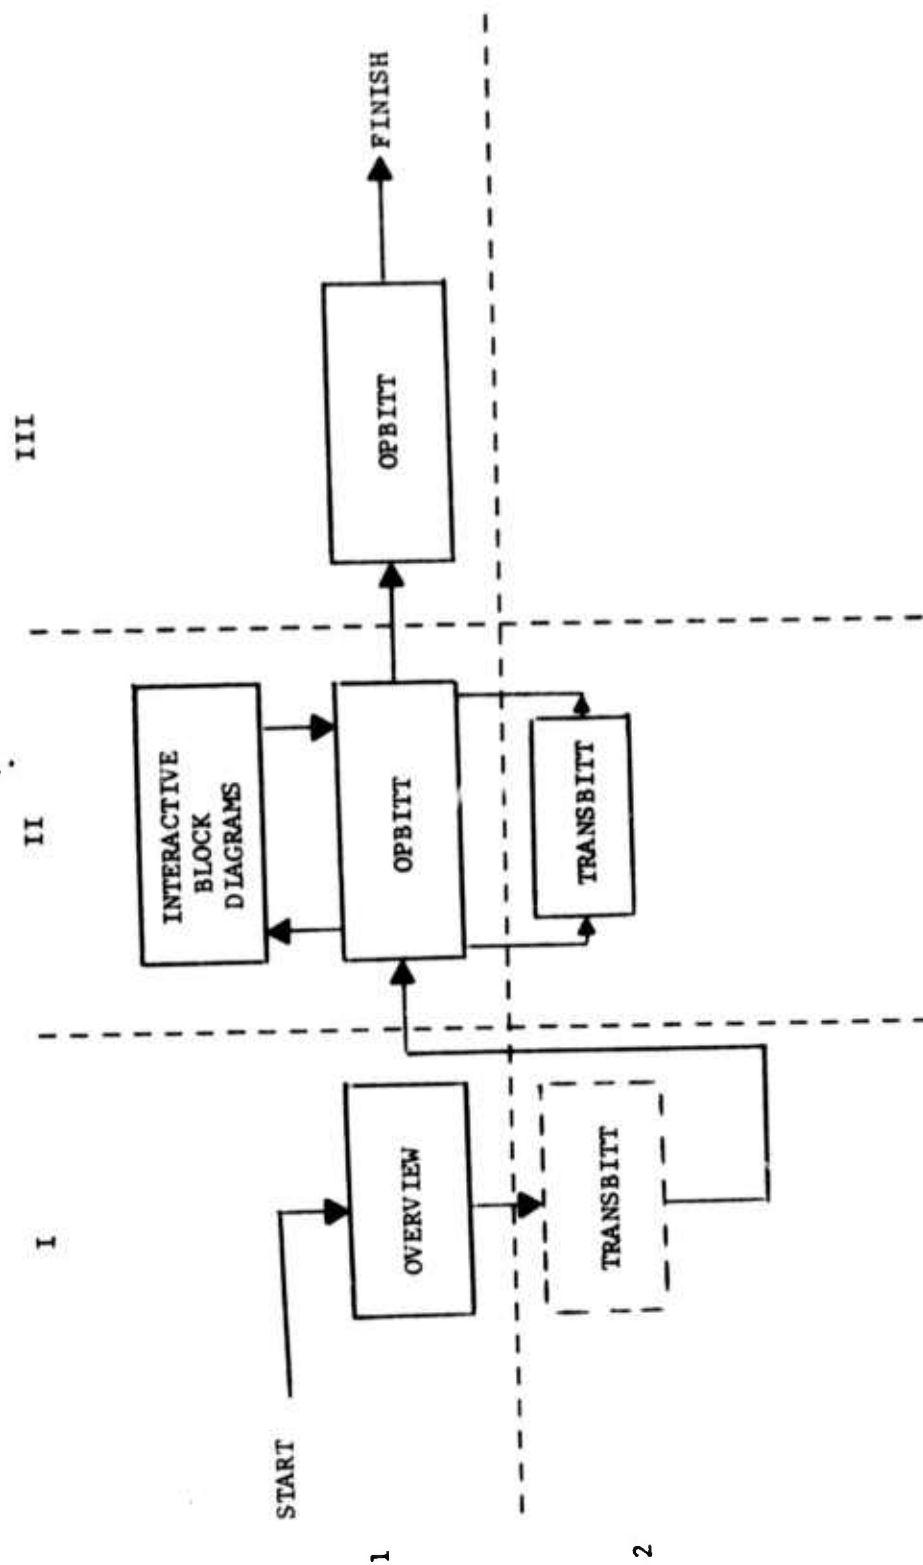 I
II
III
START
FINISH
1
OVERVIEW
INTERACTIVE
BLOCK
DIAGRAMS
OPBITT
OPBITT
2
TRANSBITT
TRANSBITT